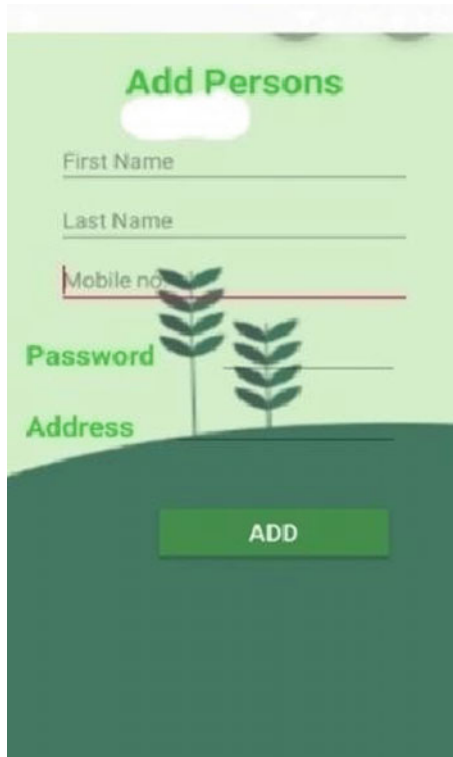 Add Persons
First Name
Last Name
Mobile no
Password
Address
ADD